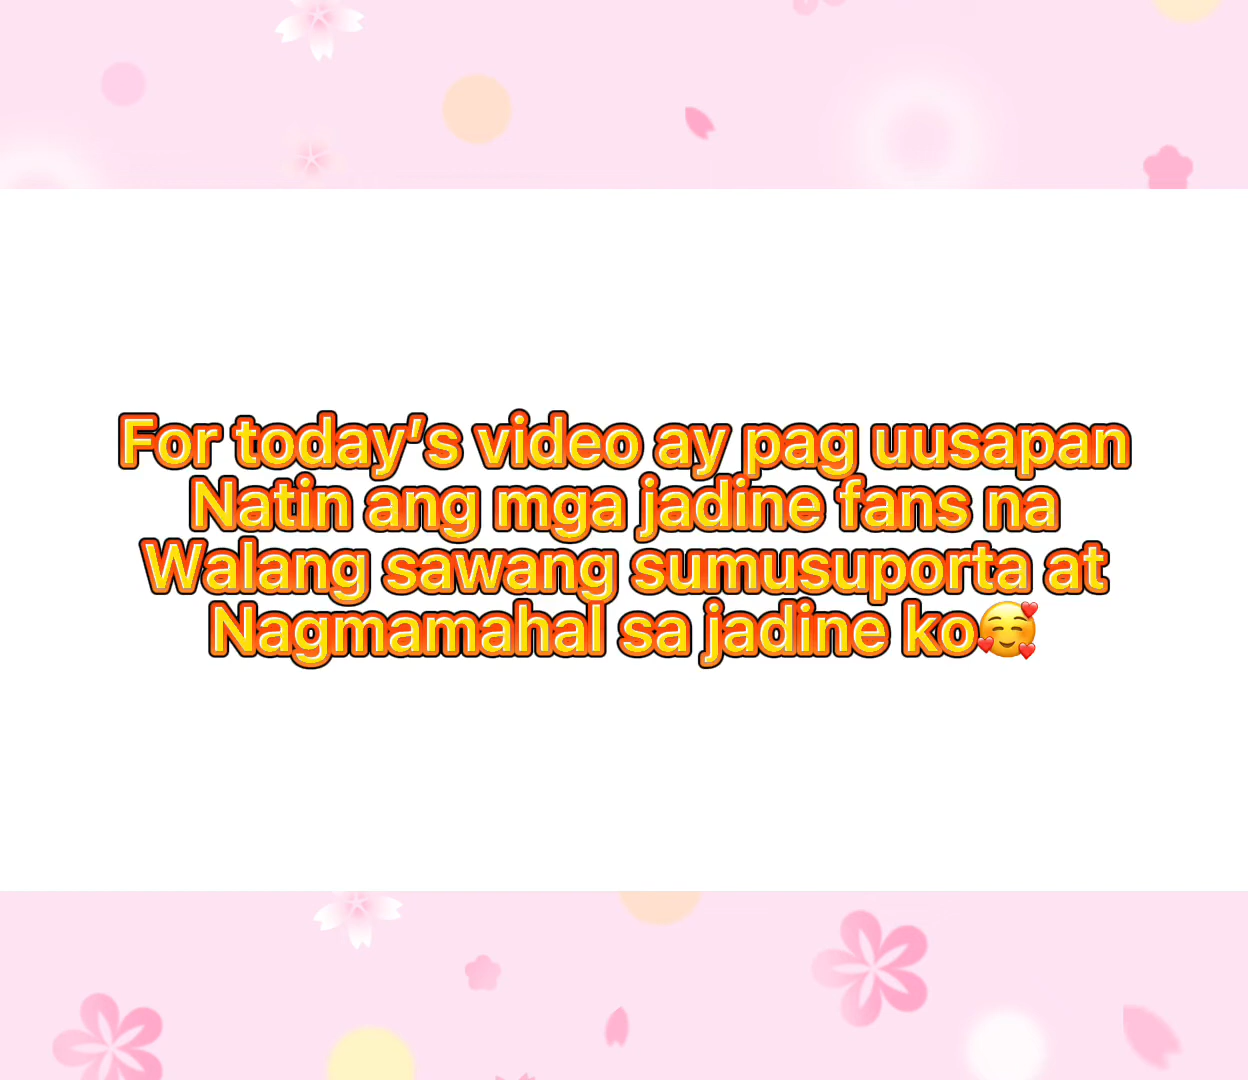 For today’s video ay pag uusapan
Natin ang mga jadine fans na
Walang sawang sumusuporta at
Nagmamahal sa jadine ko🥰